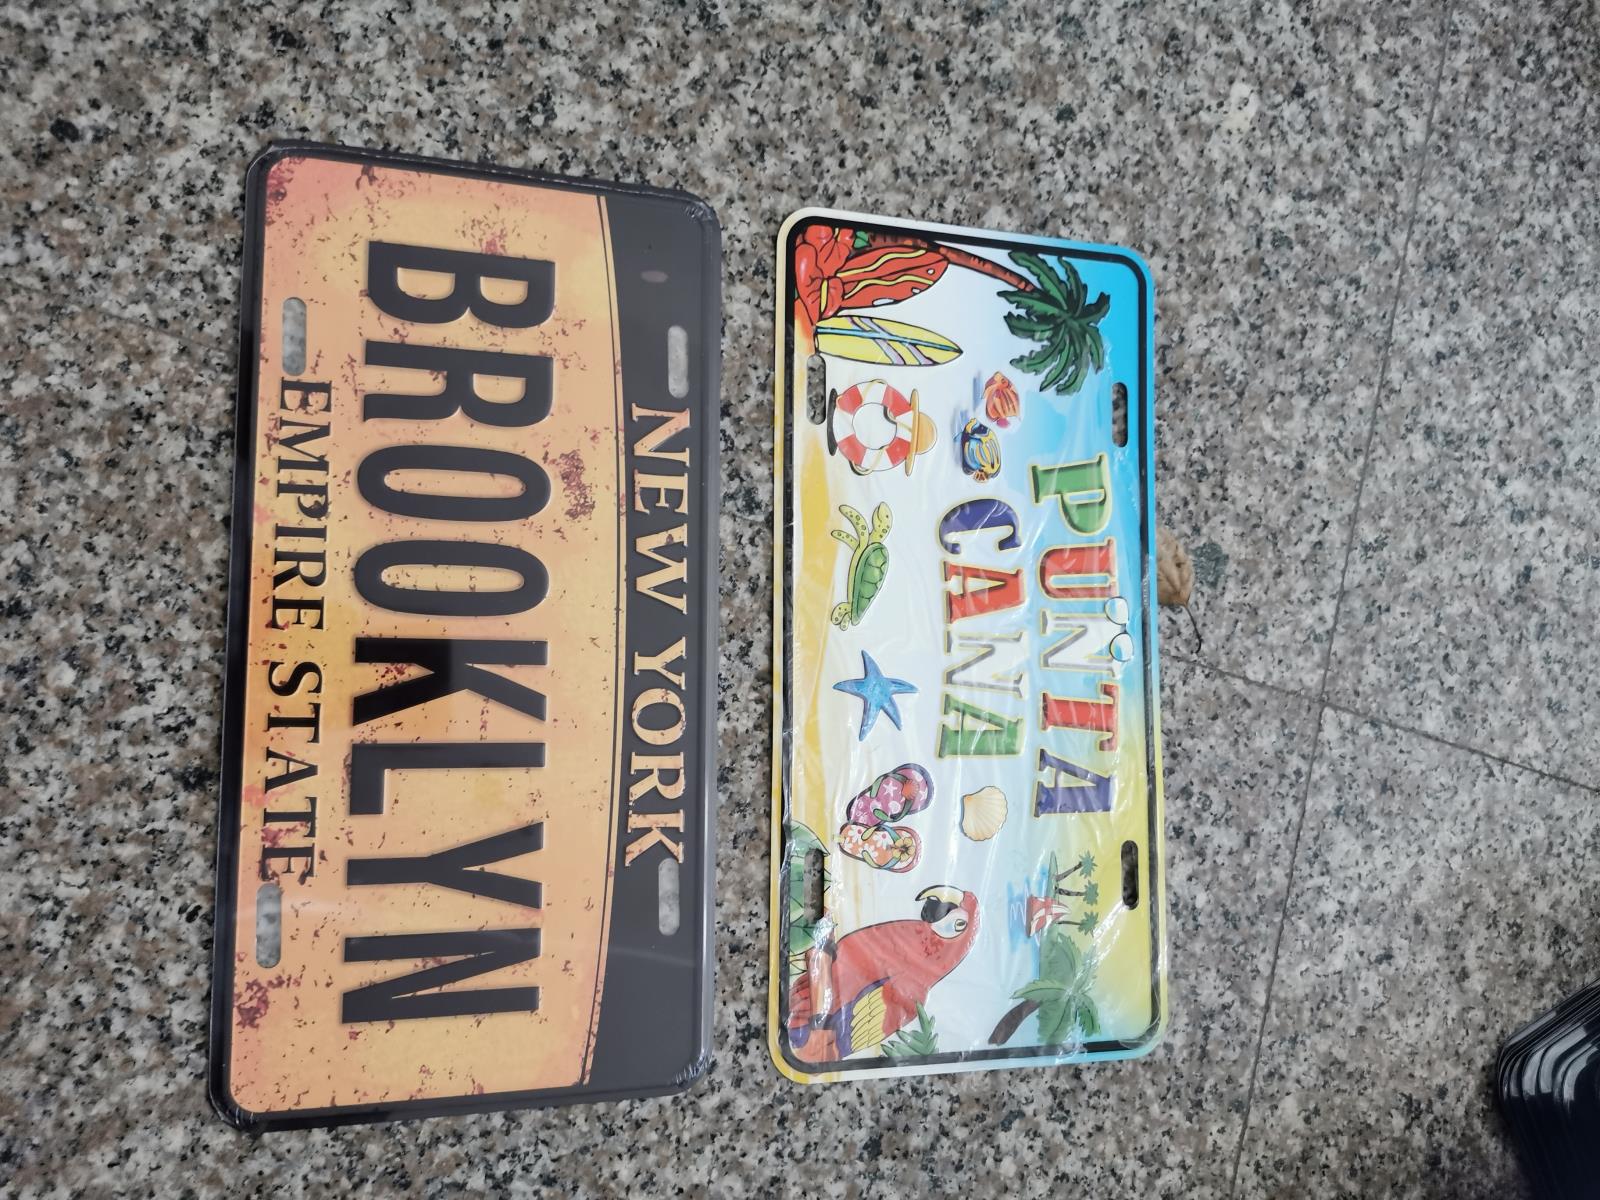 NEW YORK
BROOKLYN
EMPIRE STATE
PUNTA
CANA